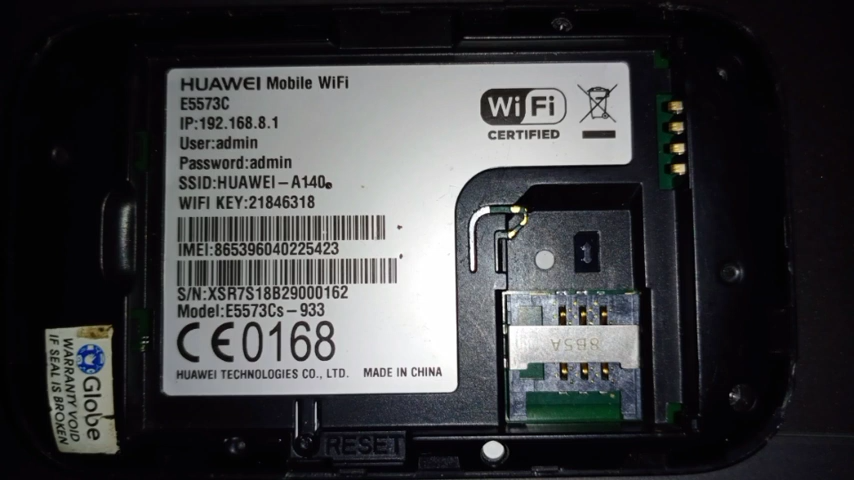 HUAWEI Mobile WiFi
E5573C
IP:192.168.8.1
User:admin
Password:admin
SSID:HUAWEI-A140
WIFI KEY:21846318
IMEI:865396040225423
S/N:XSR7S18B29000162
Model:E5573Cs-933
CE0168
HUAWEI TECHNOLOGIES CO., LTD. MADE IN CHINA
Wi Fi
CERTIFIED
8B5A
Globe
WARRANTY VOID
IF SEAL IS BROKEN
RESET